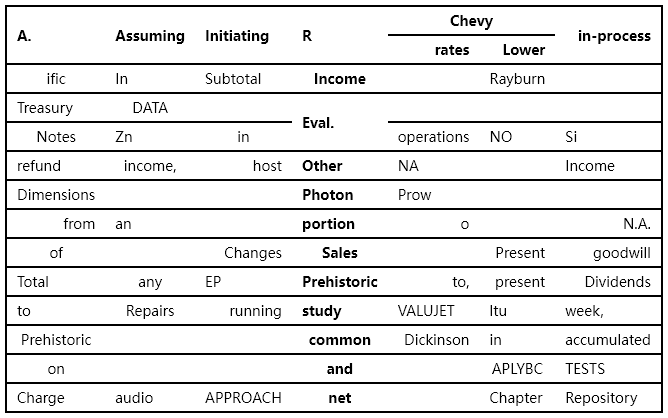 A. Assuming Initiating R Chevy in-process
rates Lower
ific In Subtotal Income Rayburn
Treasury DATA Eval.
Notes Zn in operations NO Si
refund income, host Other NA Income
Dimensions Photon Prow
from an portion o N.A.
of Changes Sales Present goodwill
Total any EP Prehistoric to, present Dividends
to Repairs running study VALUJET Itu week,
Prehistoric common Dickinson in accumulated
on and APLYBC TESTS
Charge audio APPROACH net Chapter Repository